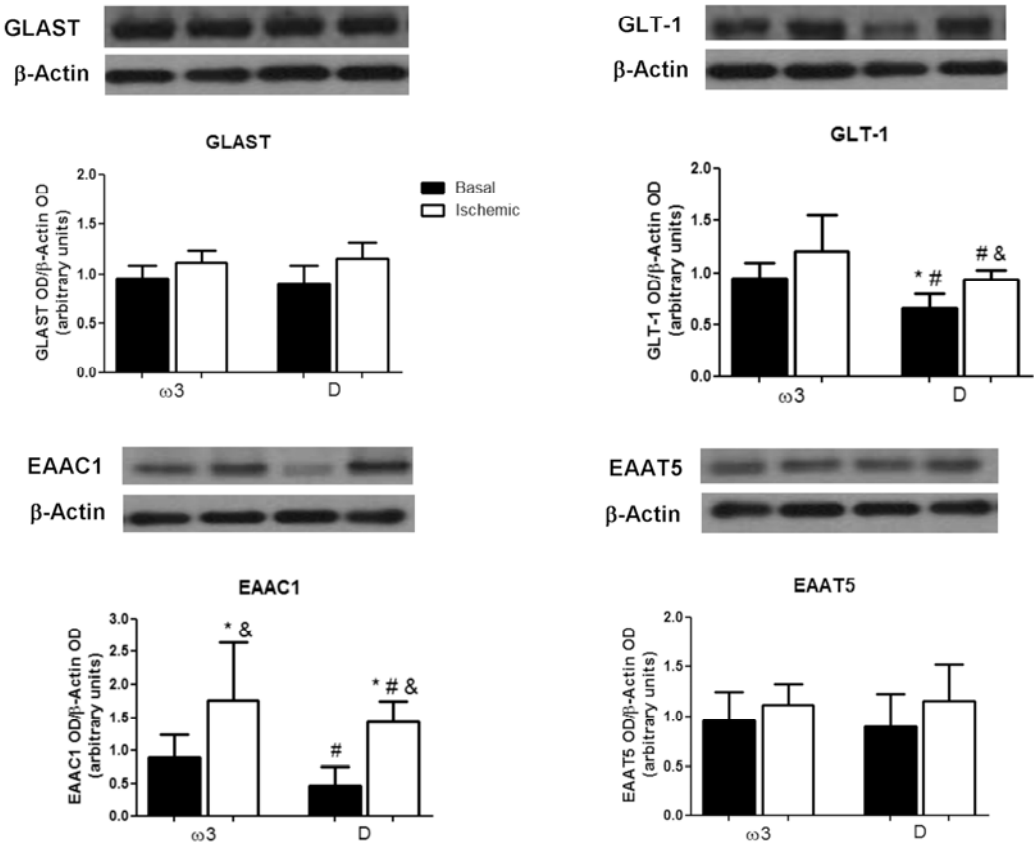 GLAST
β-Actin
GLAST
GLAST OD/β-Actin OD
(arbitrary units)
2.0
1.5
1.0
0.5
0.0
ω3
D
Basal
Ischemic
GLT-1
β-Actin
GLT-1
GLT-1 OD/β-Actin OD
(arbitrary units)
2.0
1.5
1.0
0.5
0.0
* #
# &
ω3
D
EAAC1
β-Actin
EAAC1
EAAC1 OD/β-Actin OD
(arbitrary units)
3.0
2.5
2.0
1.5
1.0
0.5
0.0
* &
#
* # &
ω3
D
EAAT5
β-Actin
EAAT5
EAAT5 OD/β-Actin OD
(arbitrary units)
2.0
1.5
1.0
0.5
0.0
ω3
D